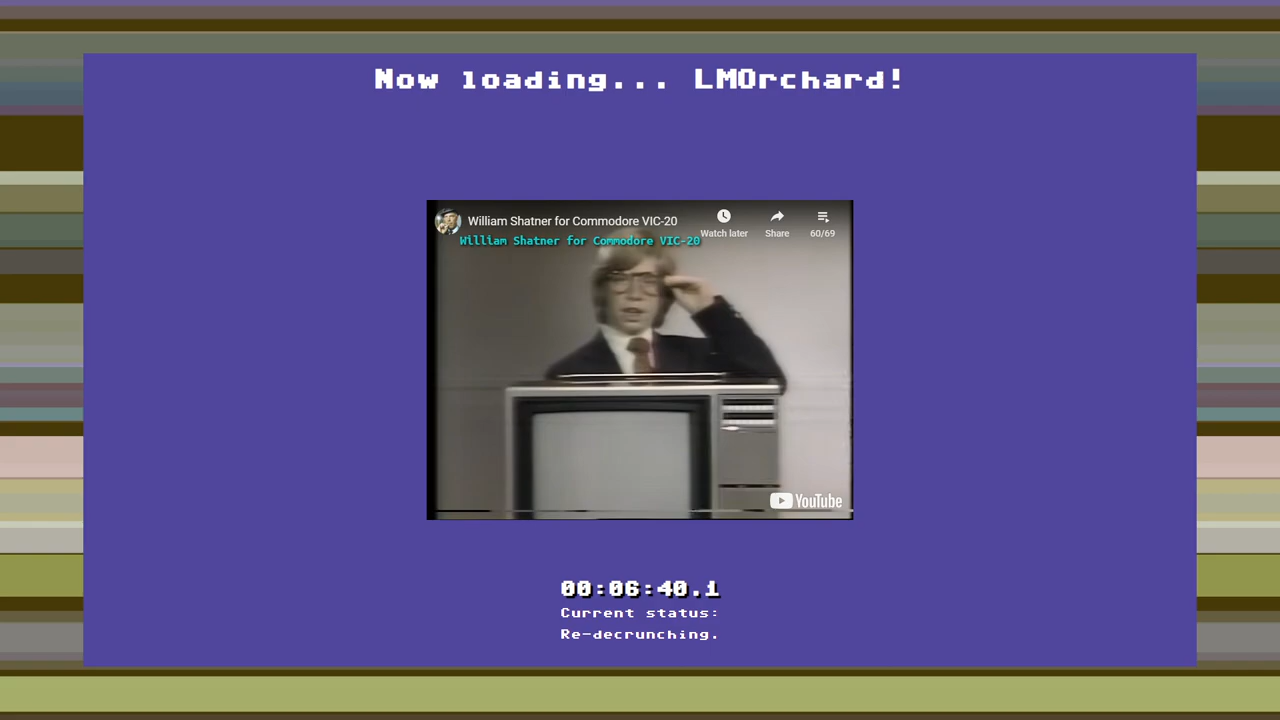 Now loading... LMOrchard!
William Shatner for Commodore VIC-20
Watch later
Share
60/69
William Shatner for Commodore VIC-20
YouTube
00:06:40.1
Current status:
Re-decrunching.